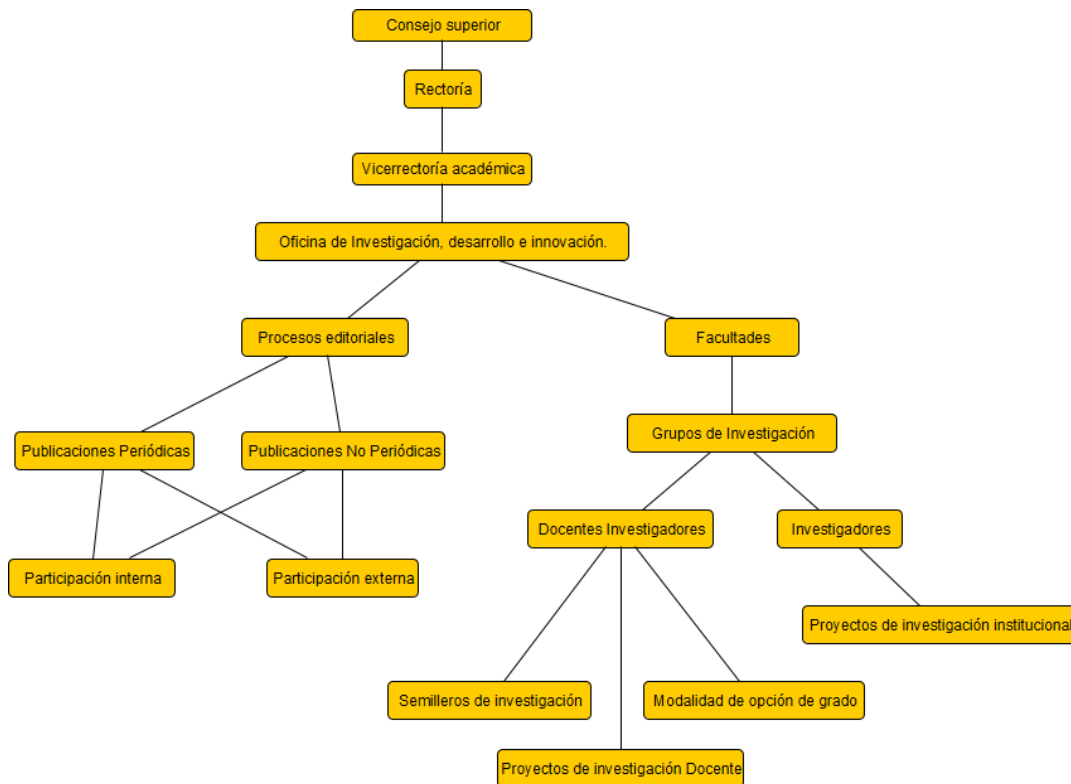 Consejo superior
Rectoría
Vicerrectoría académica
Oficina de Investigación, desarrollo e innovación.
Procesos editoriales
Facultades
Grupos de Investigación
Publicaciones Periódicas
Publicaciones No Periódicas
Docentes Investigadores
Investigadores
Participación interna
Participación externa
Proyectos de investigación institucional
Semilleros de investigación
Modalidad de opción de grado
Proyectos de investigación Docente